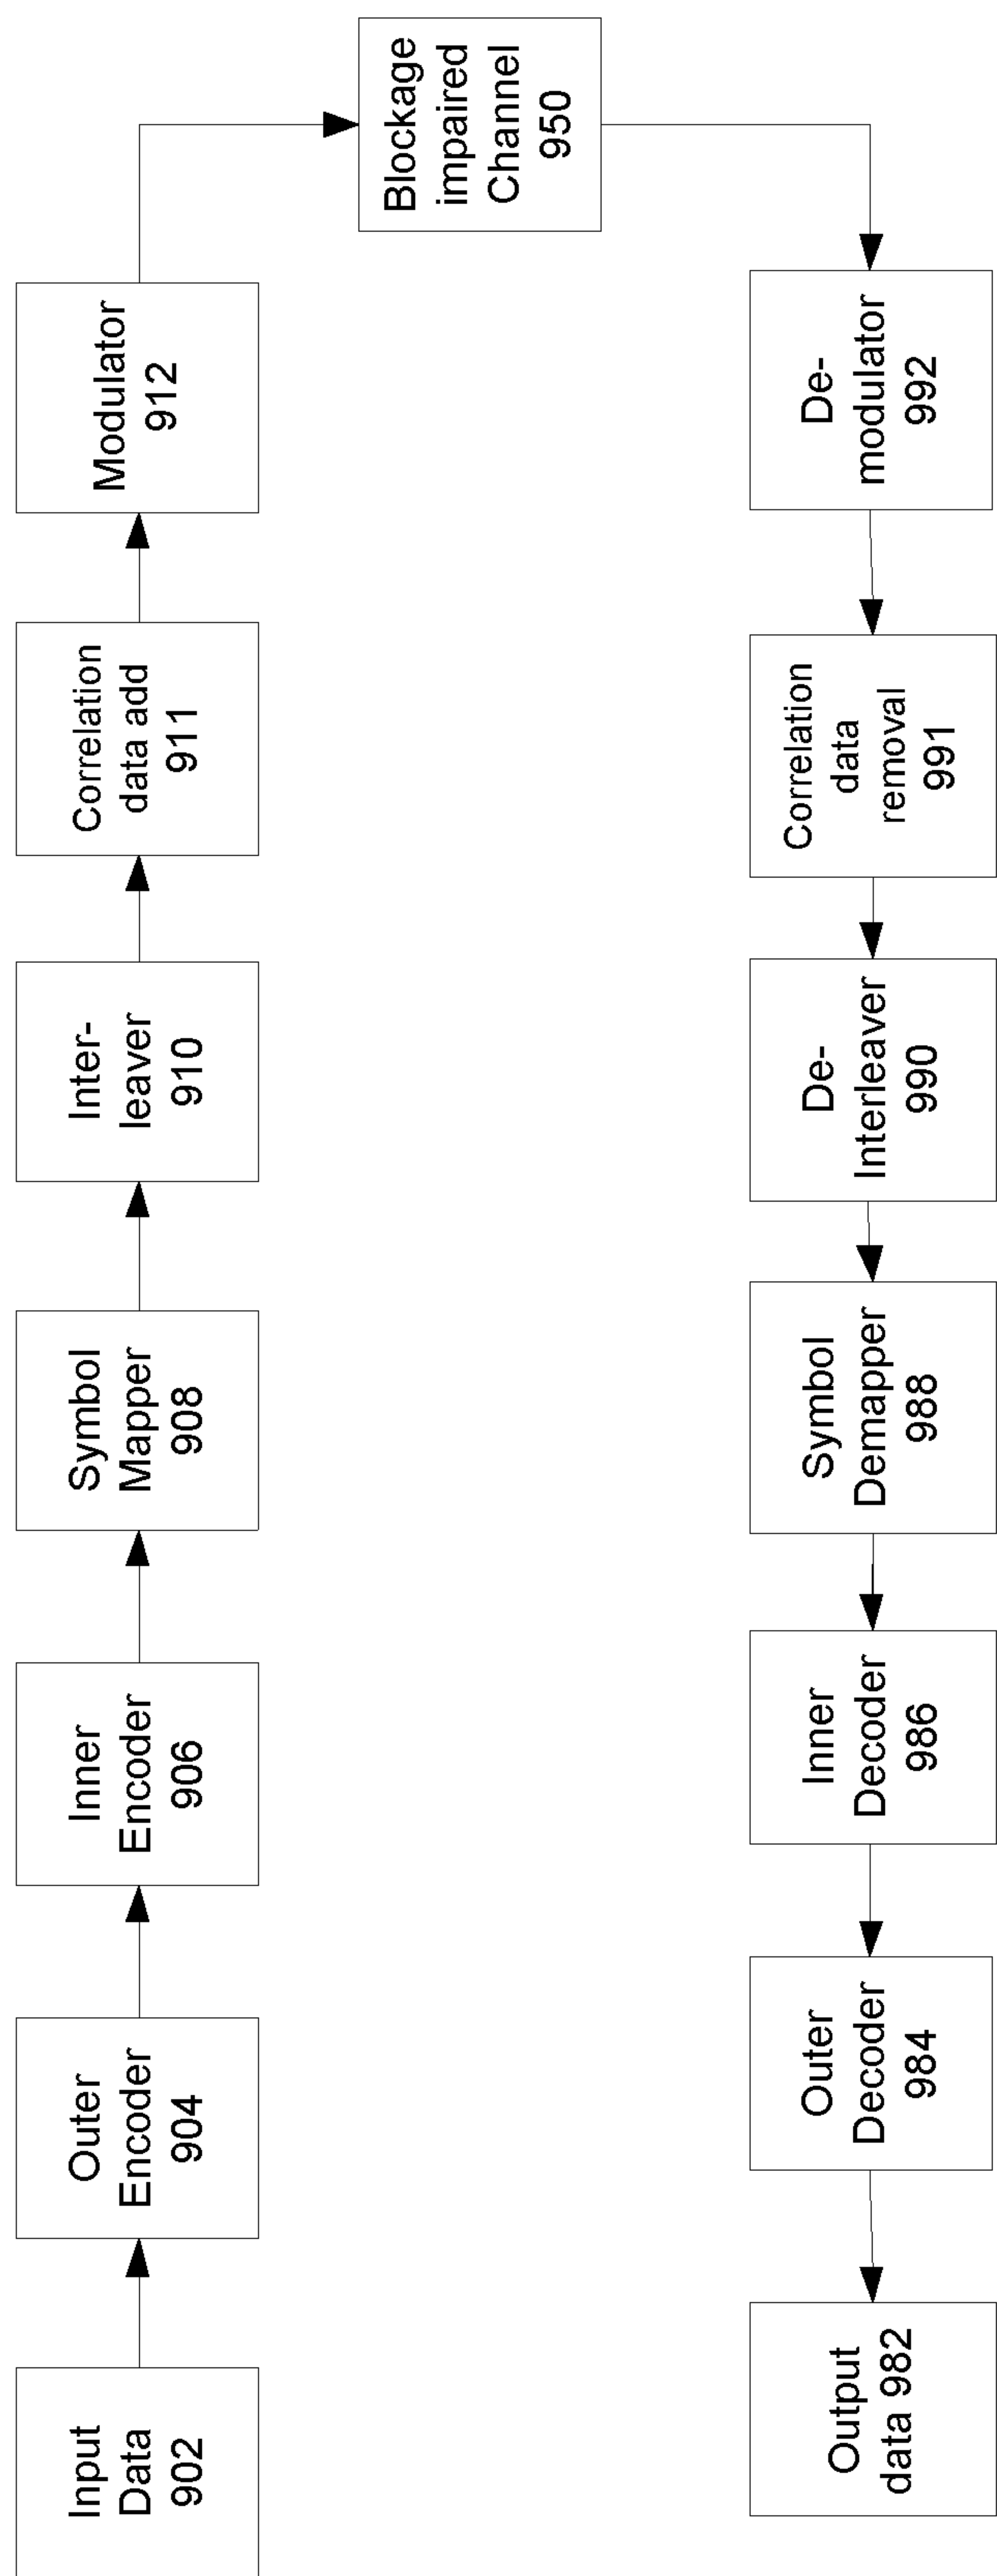 Input
Data
902
Outer
Encoder
904
Inner
Encoder
906
Symbol
Mapper
908
Inter-
leaver
910
Correlation
data add
911
Modulator
912
Blockage
impaired
Channel
950
De-
modulator
992
Correlation
data
removal
991
De-
Interleaver
990
Symbol
Demapper
988
Inner
Decoder
986
Outer
Decoder
984
Output
data 982